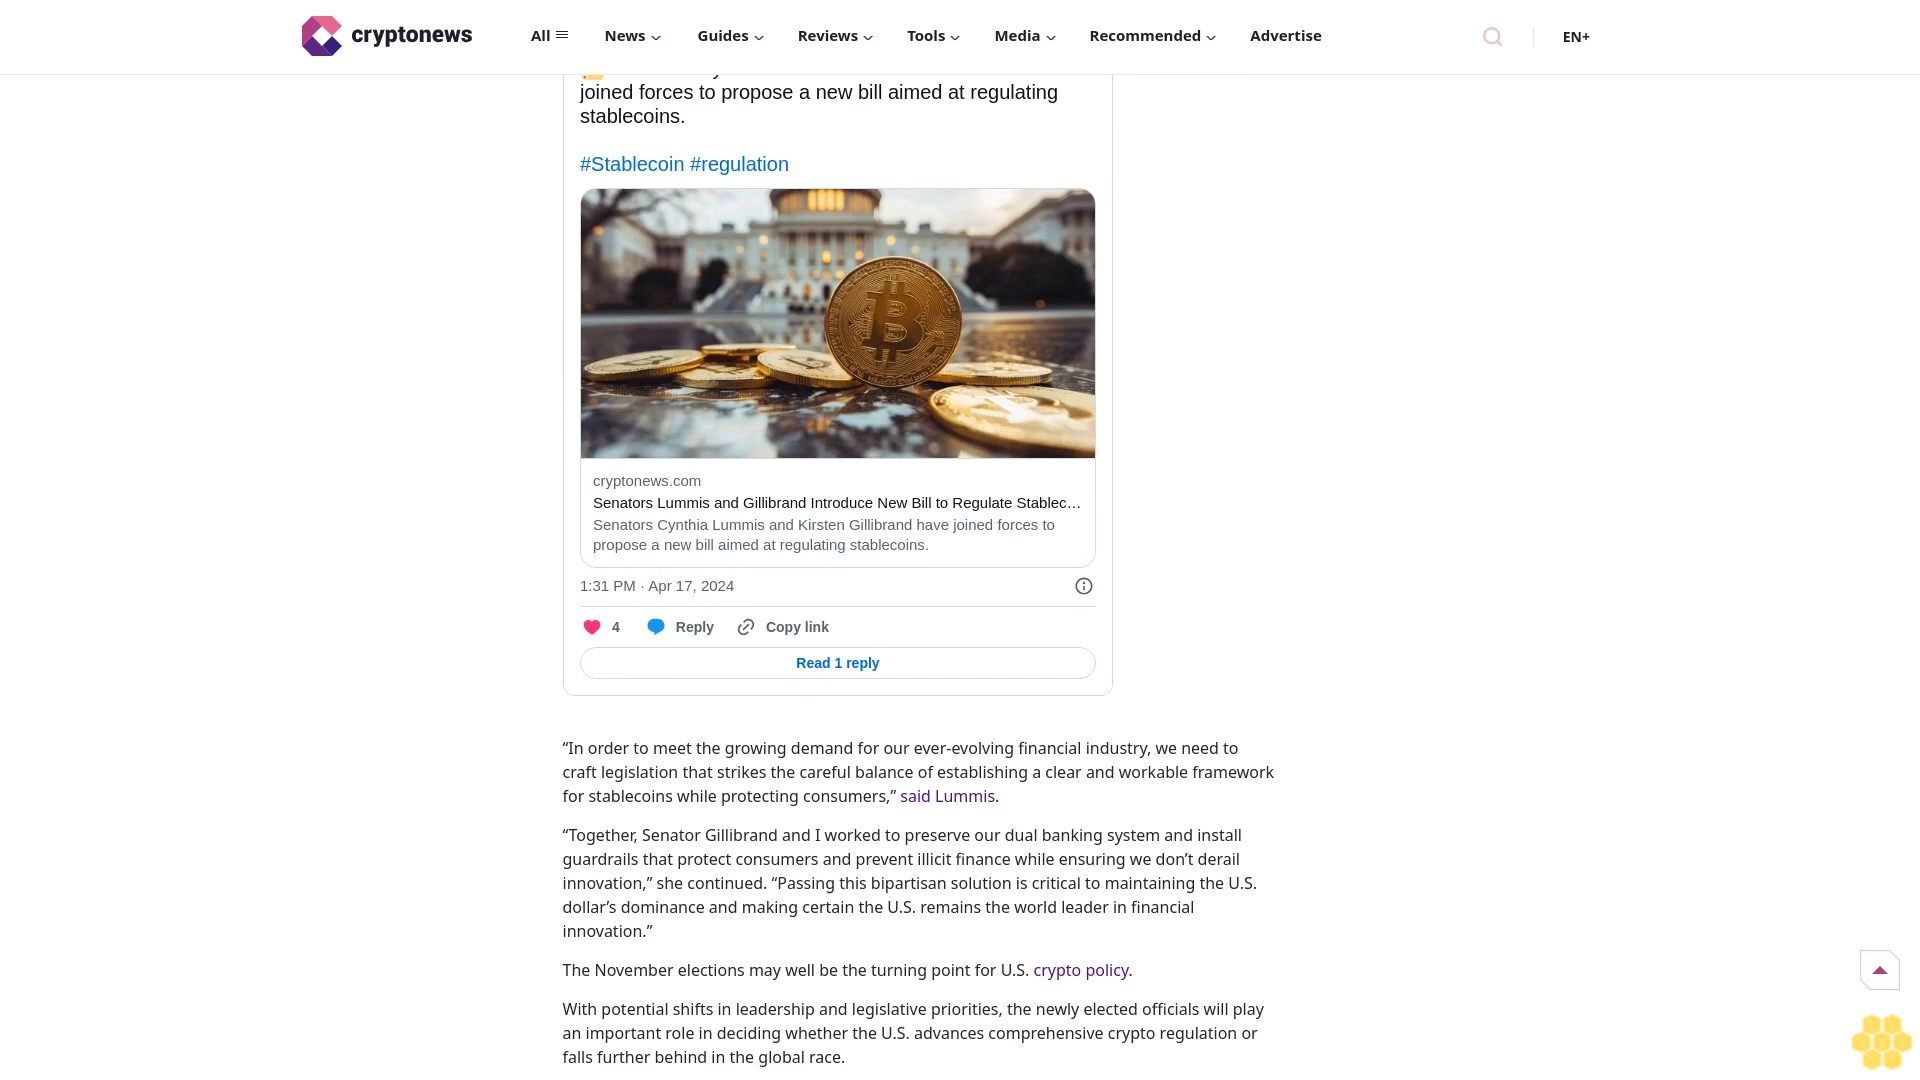 cryptonews
All
News
Guides
Reviews
Tools
Media
Recommended
Advertise
EN+
joined forces to propose a new bill aimed at regulating
stablecoins.
#Stablecoin #regulation
cryptonews.com
Senators Lummis and Gillibrand Introduce New Bill to Regulate Stablec…
Senators Cynthia Lummis and Kirsten Gillibrand have joined forces to
propose a new bill aimed at regulating stablecoins.
1:31 PM · Apr 17, 2024
4
Reply
Copy link
Read 1 reply
“In order to meet the growing demand for our ever-evolving financial industry, we need to
craft legislation that strikes the careful balance of establishing a clear and workable framework
for stablecoins while protecting consumers,” said Lummis.
“Together, Senator Gillibrand and I worked to preserve our dual banking system and install
guardrails that protect consumers and prevent illicit finance while ensuring we don’t derail
innovation,” she continued. “Passing this bipartisan solution is critical to maintaining the U.S.
dollar’s dominance and making certain the U.S. remains the world leader in financial
innovation.”
The November elections may well be the turning point for U.S. crypto policy.
With potential shifts in leadership and legislative priorities, the newly elected officials will play
an important role in deciding whether the U.S. advances comprehensive crypto regulation or
falls further behind in the global race.